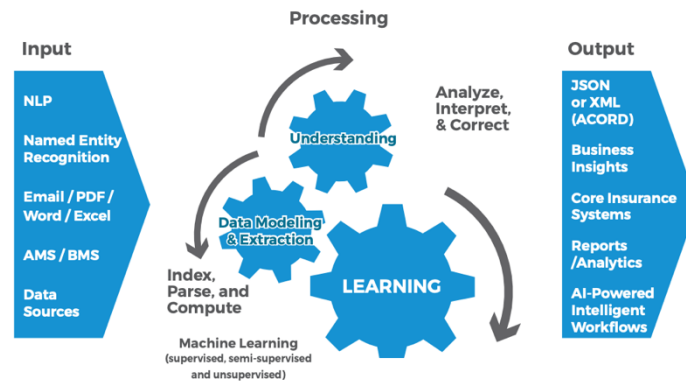 Processing
Input
NLP
Named Entity
Recognition
Email / PDF /
Word / Excel
AMS / BMS
Data
Sources
Understanding
Analyze,
Interpret,
& Correct
Data Modeling
& Extraction
Index,
Parse, and
Compute
LEARNING
Machine Learning
(supervised, semi-supervised
and unsupervised)
Output
JSON
or XML
(ACORD)
Business
Insights
Core Insurance
Systems
Reports
/Analytics
AI-Powered
Intelligent
Workflows